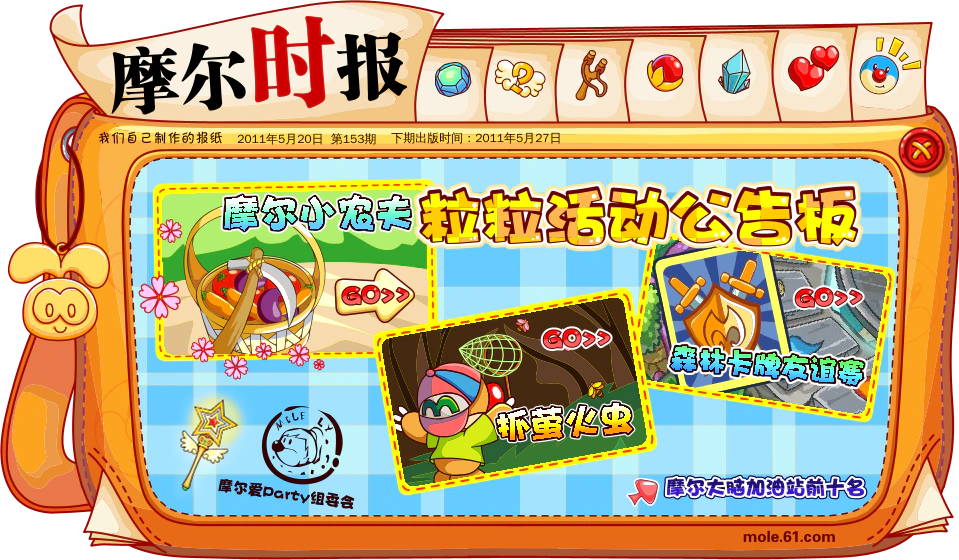 摩尔时报
我们自己制作的报纸 2011年5月20日 第153期 下期出版时间：2011年5月27日
粒粒活动公告板
摩尔小农夫
GO>>
GO>>
抓萤火虫
GO>>
森林卡牌友谊赛
摩尔爱Party组委会
摩尔大脑加油站前十名
mole.61.com